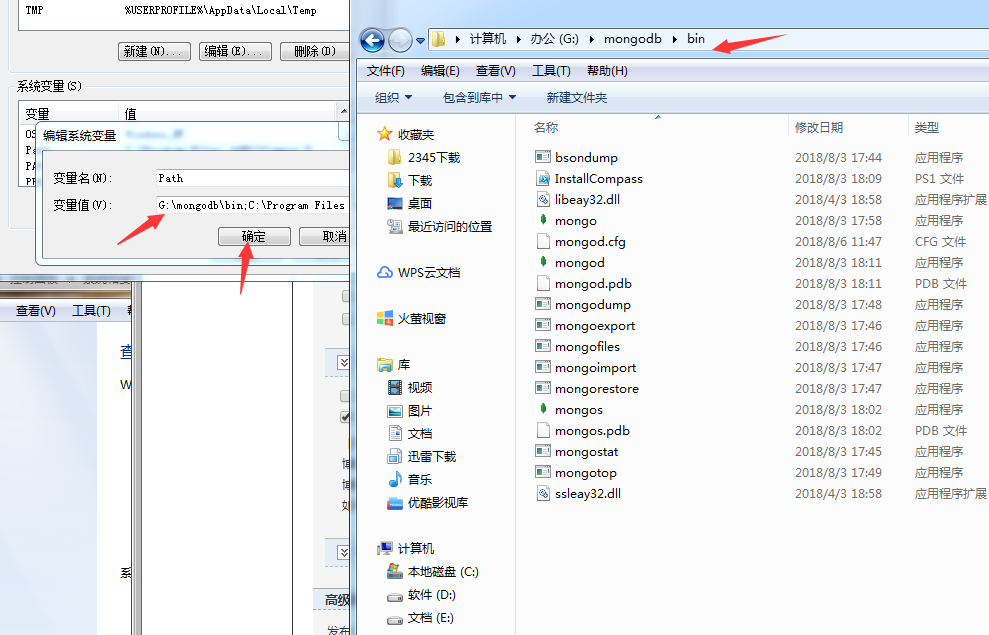 TMP %USERPROFILE%\AppData\Local\Temp
新建(N)... 编辑(E)... 删除(D)
系统变量(S)
变量 值
OS
编辑系统变量
变量名(N): Path
变量值(V): G:\mongodb\bin;C:\Program Files
确定 取消
查看(V) 工具(T)
查
W
系
高级
发布
计算机 办公 (G:) mongodb bin
文件(F) 编辑(E) 查看(V) 工具(T) 帮助(H)
组织 包含到库中 新建文件夹
收藏夹
2345下载
下载
桌面
最近访问的位置
WPS云文档
火萤视窗
库
视频
图片
文档
迅雷下载
音乐
优酷影视库
计算机
本地磁盘 (C:)
软件 (D:)
文档 (E:)
名称 修改日期 类型
bsondump 2018/8/3 17:44 应用程序
InstallCompass 2018/8/3 18:09 PS1 文件
libeay32.dll 2018/4/3 18:58 应用程序扩展
mongo 2018/8/3 17:58 应用程序
mongod.cfg 2018/8/6 11:47 CFG 文件
mongod 2018/8/3 18:11 应用程序
mongod.pdb 2018/8/3 18:11 PDB 文件
mongodump 2018/8/3 17:48 应用程序
mongoexport 2018/8/3 17:46 应用程序
mongofiles 2018/8/3 17:46 应用程序
mongoimport 2018/8/3 17:47 应用程序
mongorestore 2018/8/3 17:47 应用程序
mongos 2018/8/3 18:02 应用程序
mongos.pdb 2018/8/3 18:02 PDB 文件
mongostat 2018/8/3 17:45 应用程序
mongotop 2018/8/3 17:49 应用程序
ssleay32.dll 2018/4/3 18:58 应用程序扩展